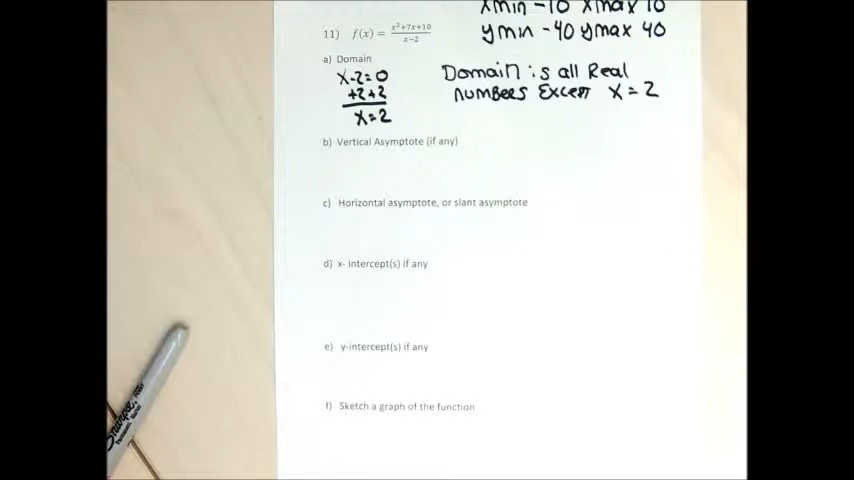 xmin -10 xmax 10
ymin -40 ymax 40
11) f(x) = x²+7x+10 / x−2
a) Domain
x-2=0
+2 +2
x=2
Domain is all Real
numbers Except x = 2
b) Vertical Asymptote (if any)
c) Horizontal asymptote, or slant asymptote
d) x- intercept(s) if any
e) y-intercept(s) if any
f) Sketch a graph of the function
Sharpie